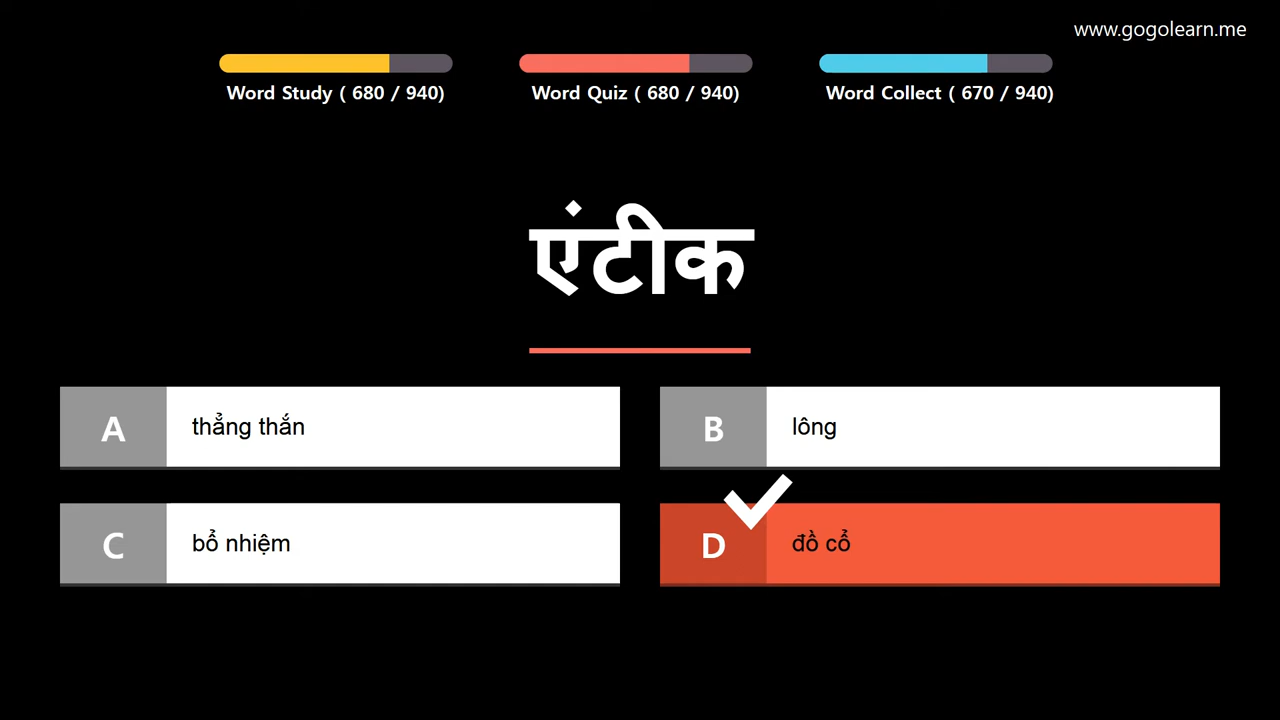 www.gogolearn.me
Word Study ( 680 / 940)
Word Quiz ( 680 / 940)
Word Collect ( 670 / 940)
एंटीक
A
thẳng thắn
B
lông
C
bổ nhiệm
D
đồ cổ